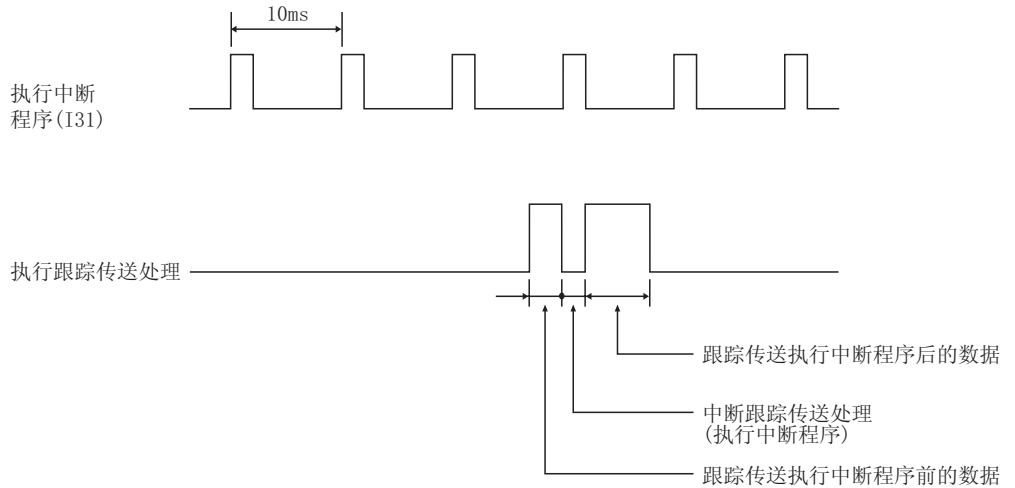 10ms
执行中断
程序(I31)
执行跟踪传送处理
跟踪传送执行中断程序后的数据
中断跟踪传送处理
(执行中断程序)
跟踪传送执行中断程序前的数据